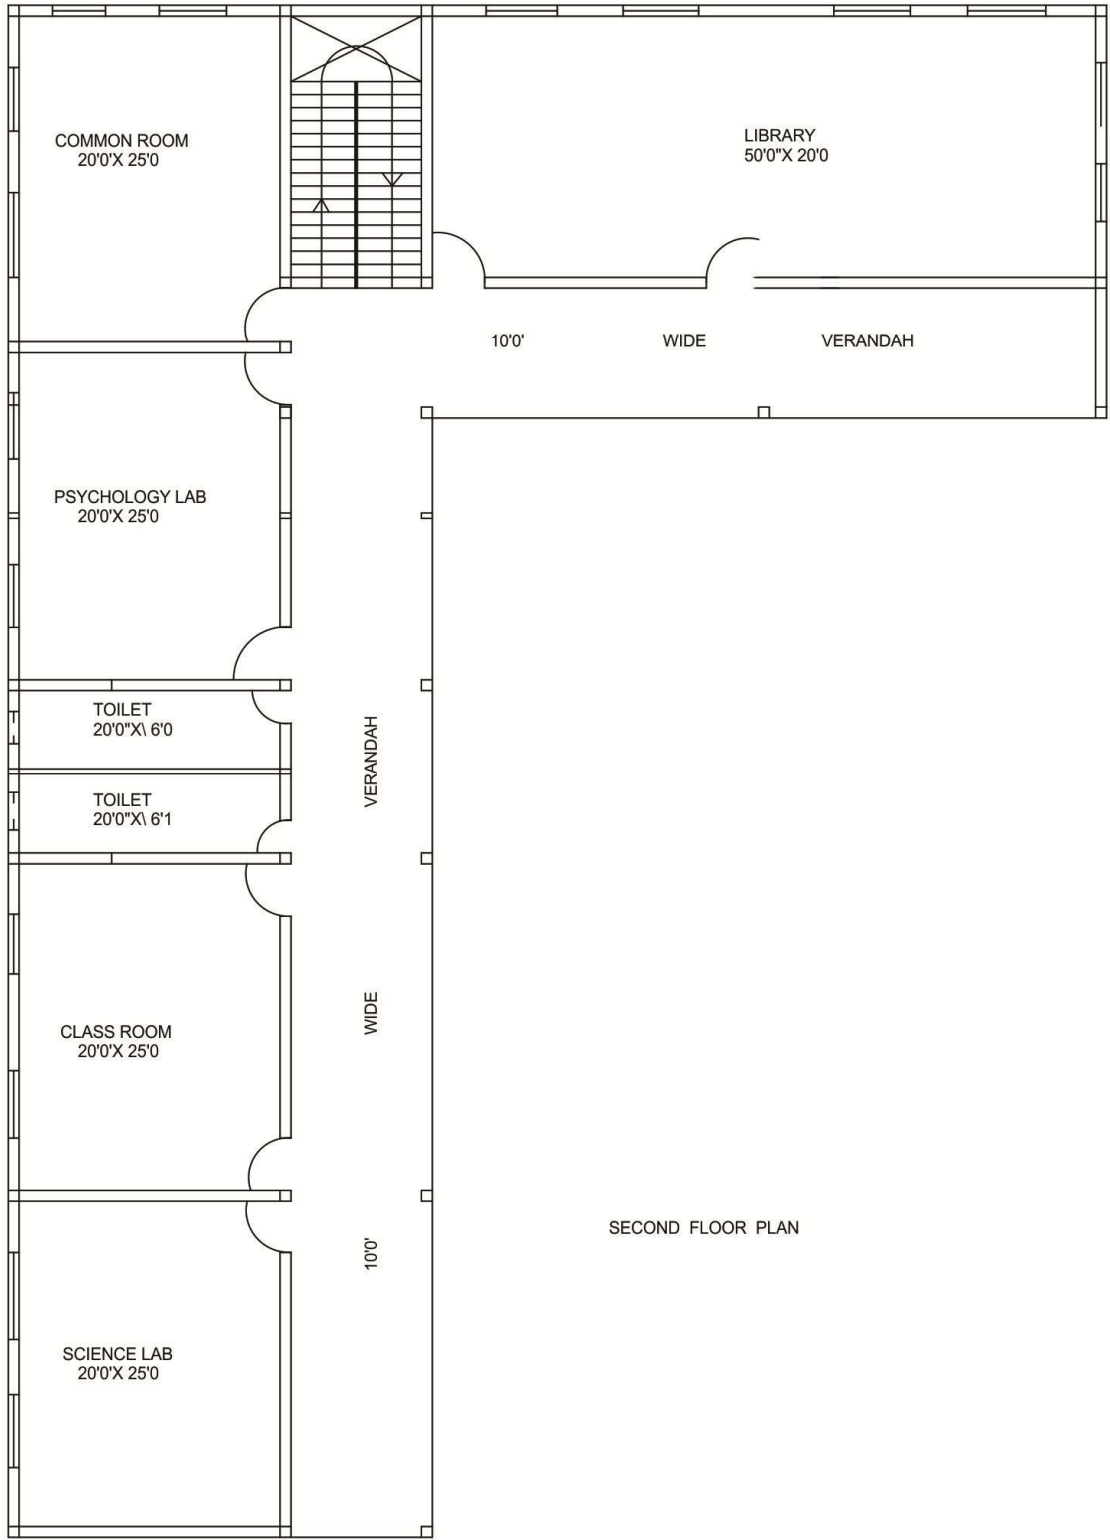 COMMON ROOM
20'0'X 25'0
LIBRARY
50'0"X 20'0
10'0' WIDE VERANDAH
PSYCHOLOGY LAB
20'0'X 25'0
TOILET
20'0"X\ 6'0
TOILET
20'0"X\ 6'1
10'0' WIDE VERANDAH
CLASS ROOM
20'0'X 25'0
SECOND FLOOR PLAN
SCIENCE LAB
20'0'X 25'0